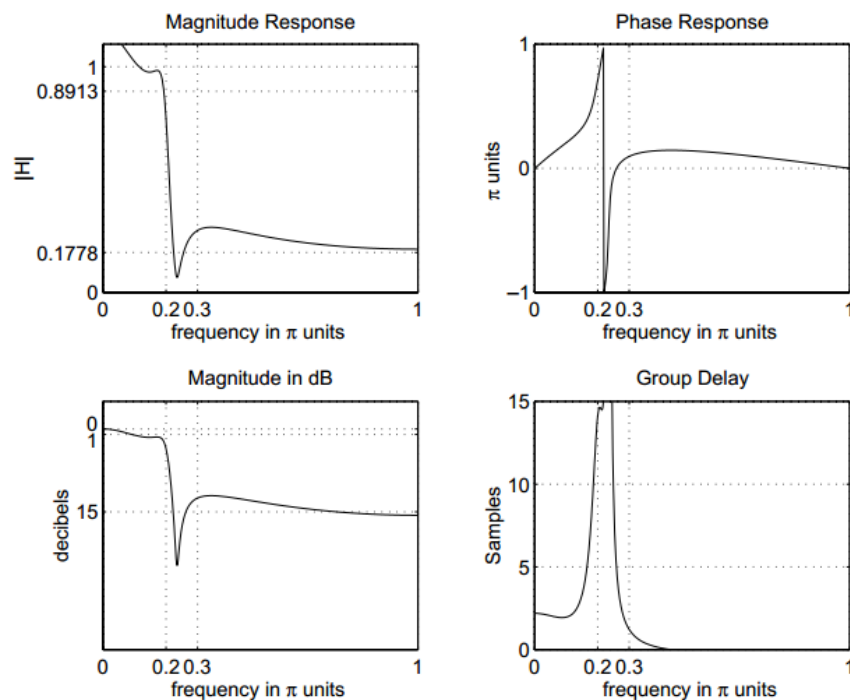 Magnitude Response
1
0.8913
0.1778
0
|H|
0 0.2 0.3 1
frequency in π units
Phase Response
1
0
−1
π units
0 0.2 0.3 1
frequency in π units
Magnitude in dB
0
1
15
decibels
0 0.2 0.3 1
frequency in π units
Group Delay
15
10
5
0
Samples
0 0.2 0.3 1
frequency in π units